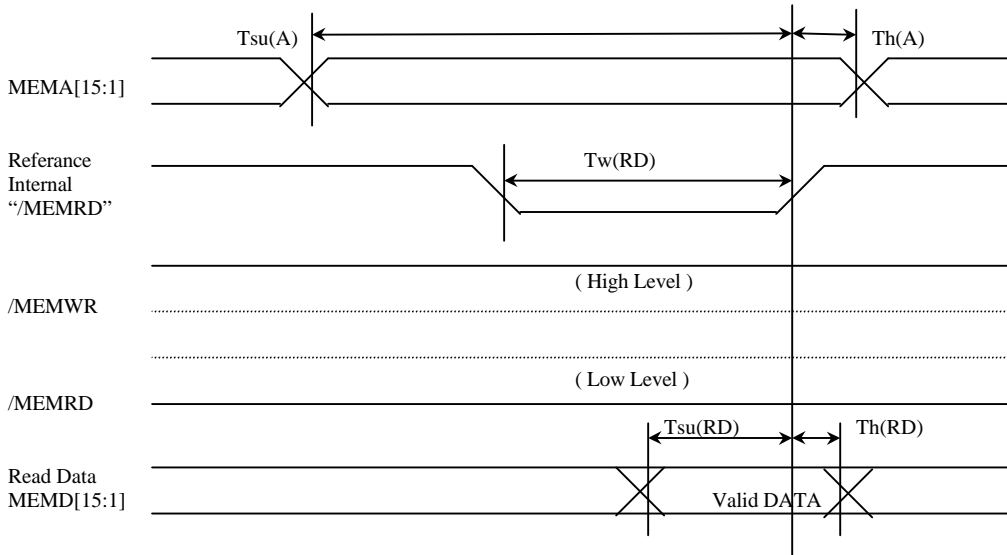 Tsu(A)
Th(A)
MEMA[15:1]
Referance
Internal
“/MEMRD”
Tw(RD)
( High Level )
/MEMWR
( Low Level )
/MEMRD
Tsu(RD)
Th(RD)
Read Data
MEMD[15:1]
Valid DATA